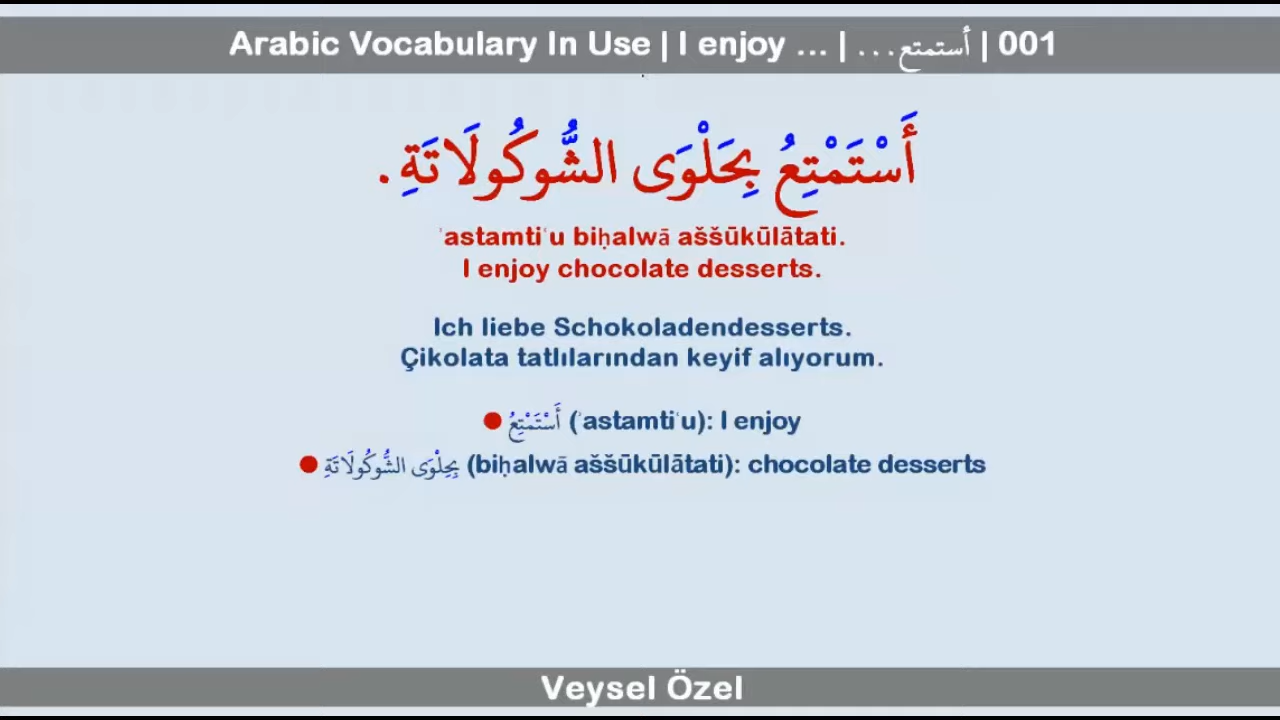 Arabic Vocabulary In Use | I enjoy ... | أستمتع... | 001
أَسْتَمْتِعُ بِحَلْوَى الشُّوكُولَاتَةِ.
ʾastamtiʿu biḥalwā aššūkūlātati.
I enjoy chocolate desserts.
Ich liebe Schokoladendesserts.
Çikolata tatlılarından keyif alıyorum.
● أَسْتَمْتِعُ (ʾastamtiʿu): I enjoy
● بِحِلْوَى الشُّوكُولَاتَةِ (biḥalwā aššūkūlātati): chocolate desserts
Veysel Özel